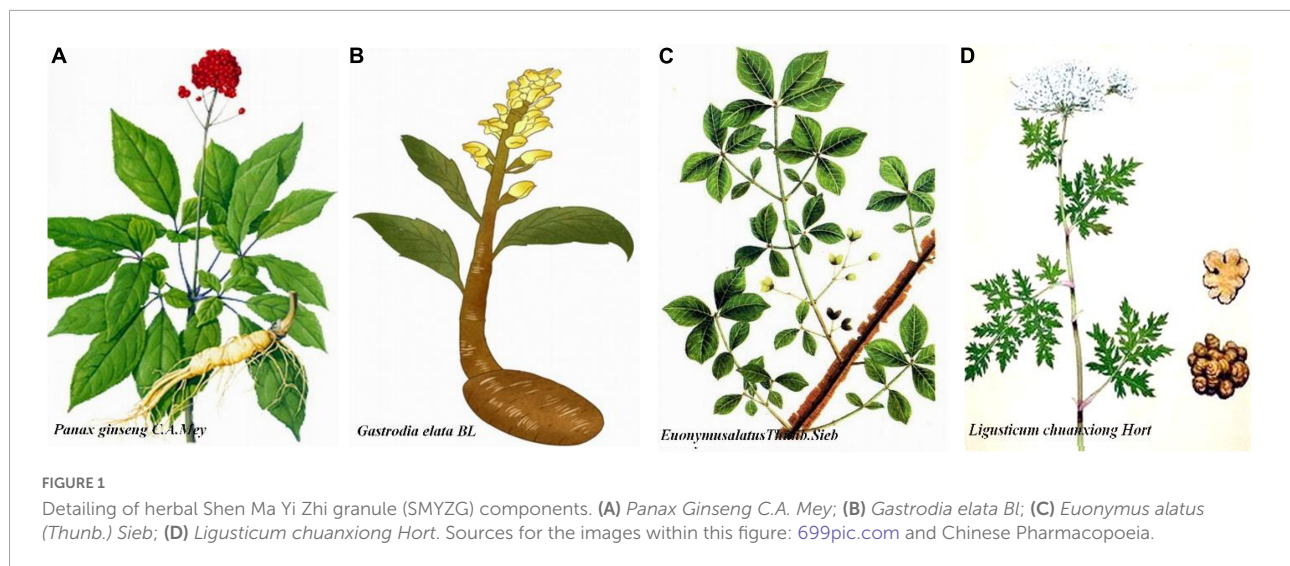 A B C D
Panax ginseng C.A.Mey
Gastrodia elata BL
EuonymusalatusThunb.Sieb
Ligusticum chuanxiong Hort
FIGURE 1
Detailing of herbal Shen Ma Yi Zhi granule (SMYZG) components. (A) Panax Ginseng C.A. Mey; (B) Gastrodia elata Bl; (C) Euonymus alatus
(Thunb.) Sieb; (D) Ligusticum chuanxiong Hort. Sources for the images within this figure: 699pic.com and Chinese Pharmacopoeia.